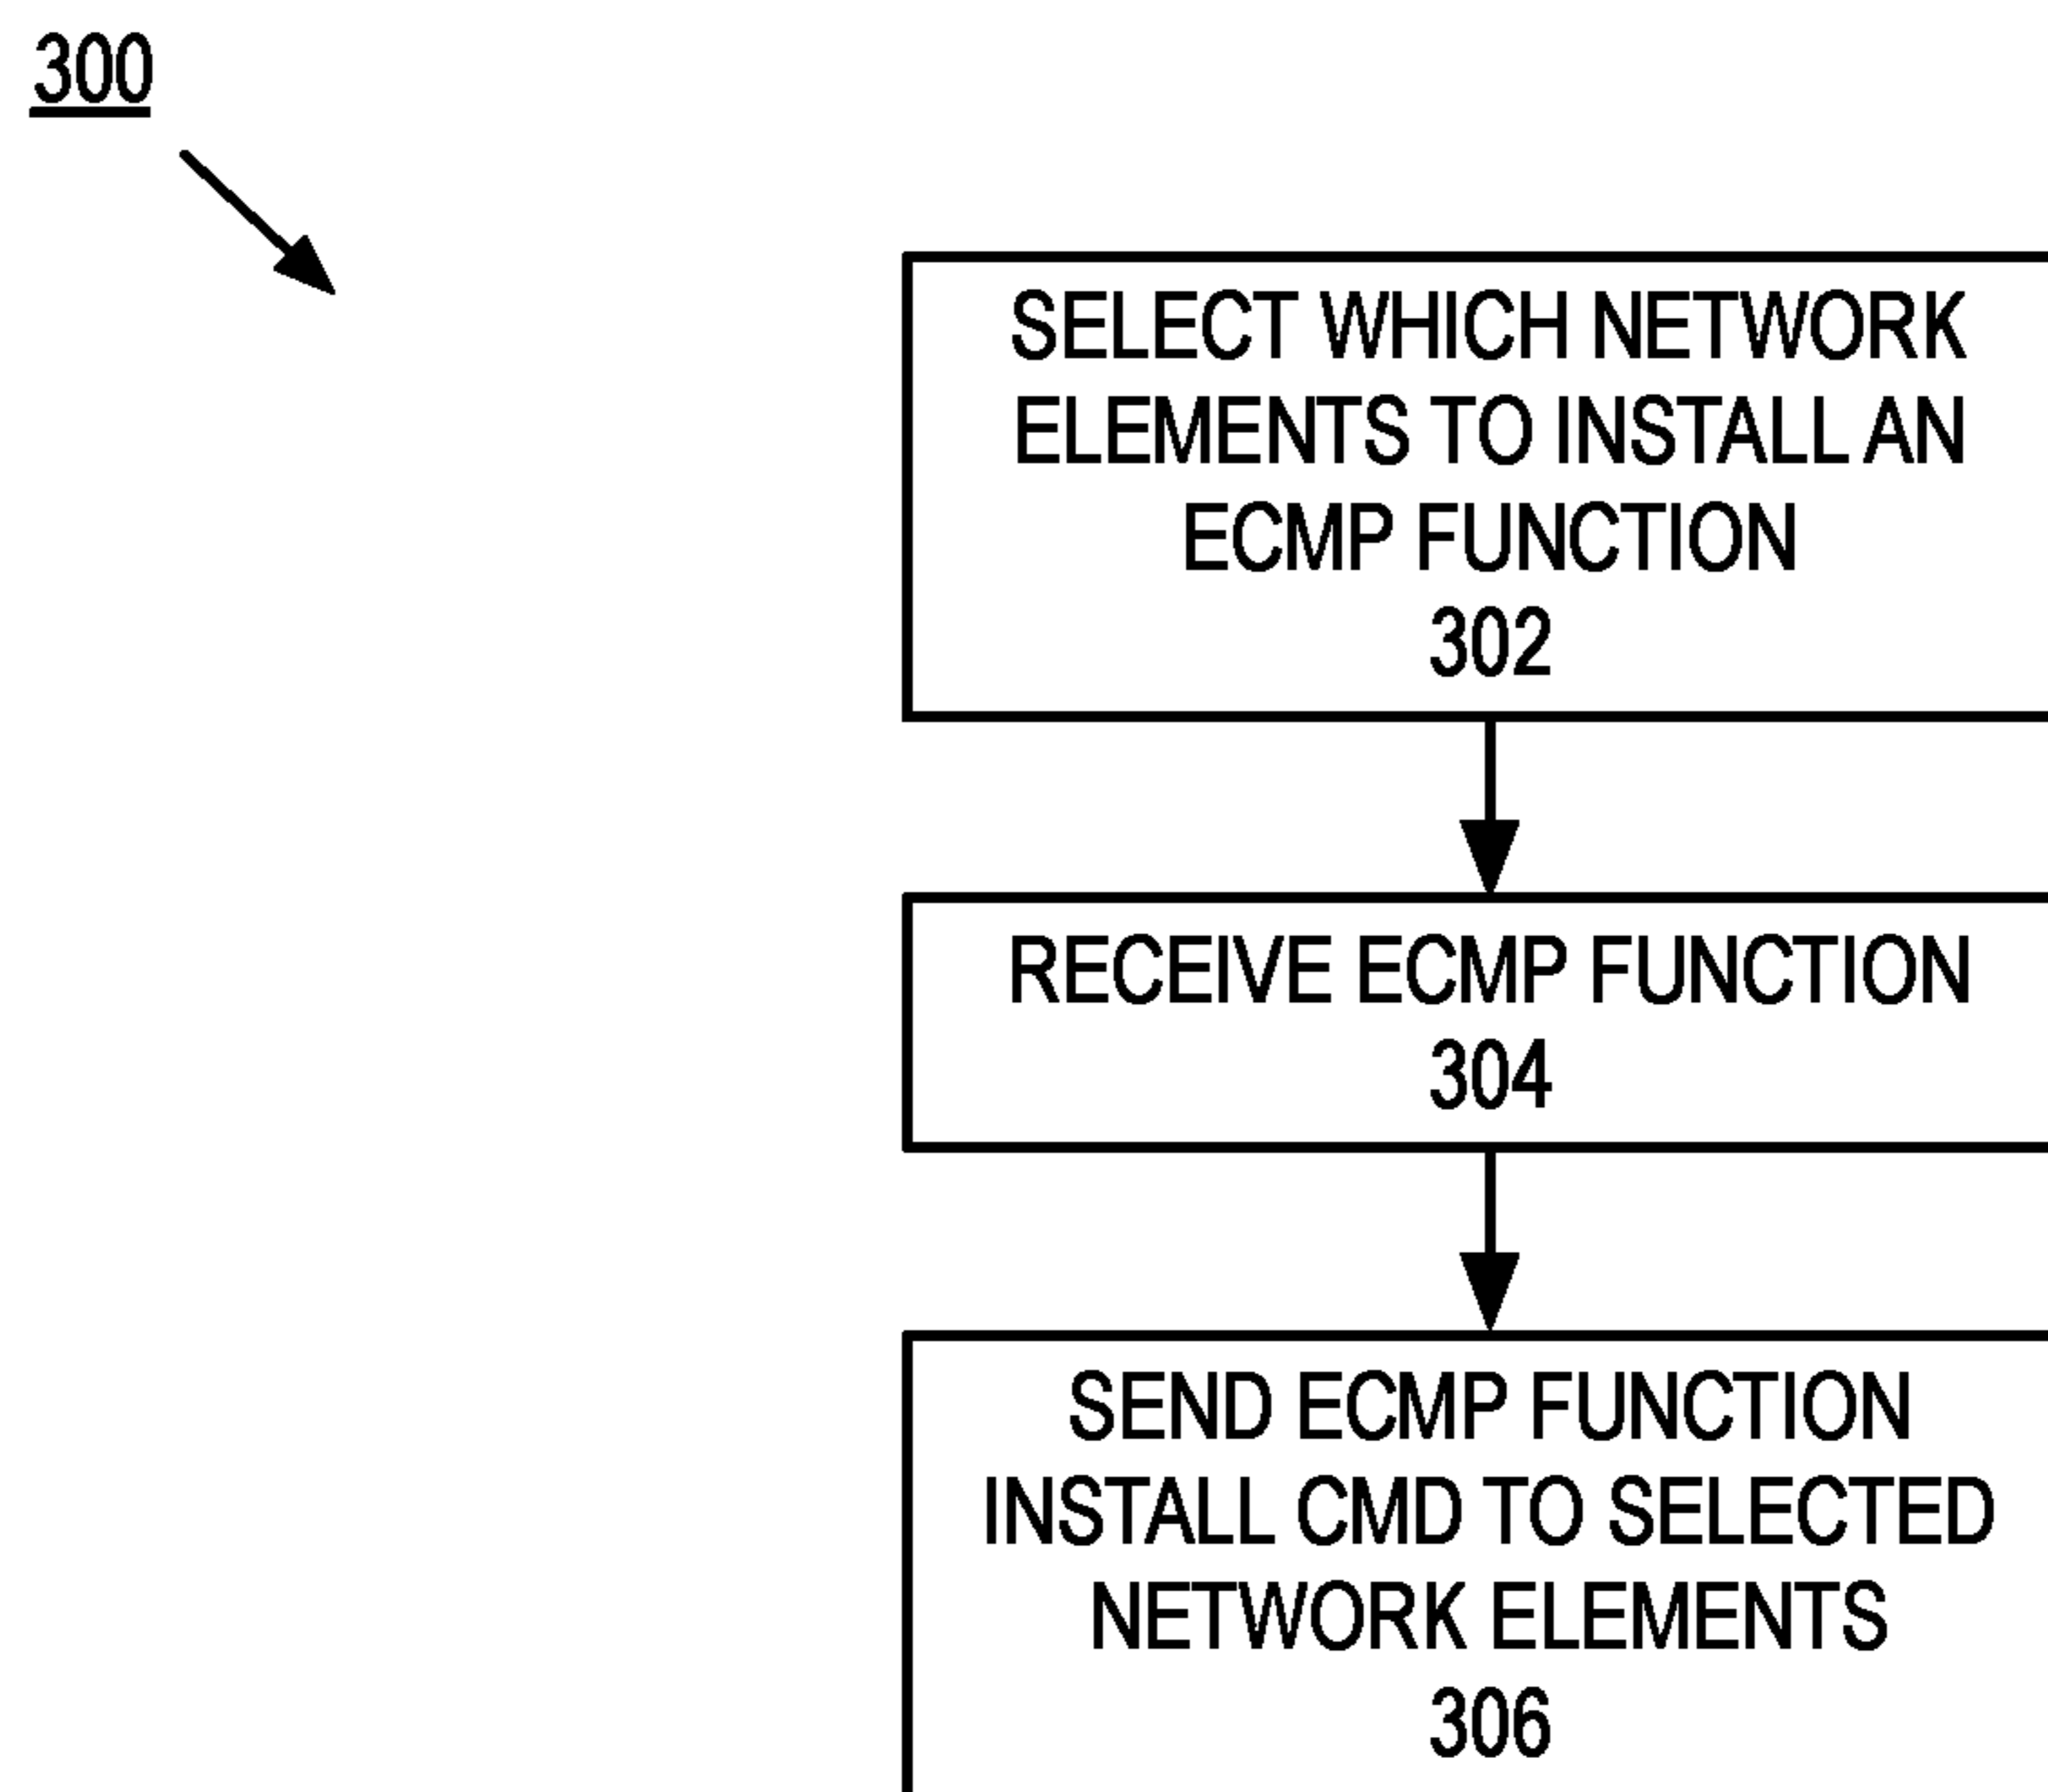 300
SELECT WHICH NETWORK
ELEMENTS TO INSTALL AN
ECMP FUNCTION
302
RECEIVE ECMP FUNCTION
304
SEND ECMP FUNCTION
INSTALL CMD TO SELECTED
NETWORK ELEMENTS
306